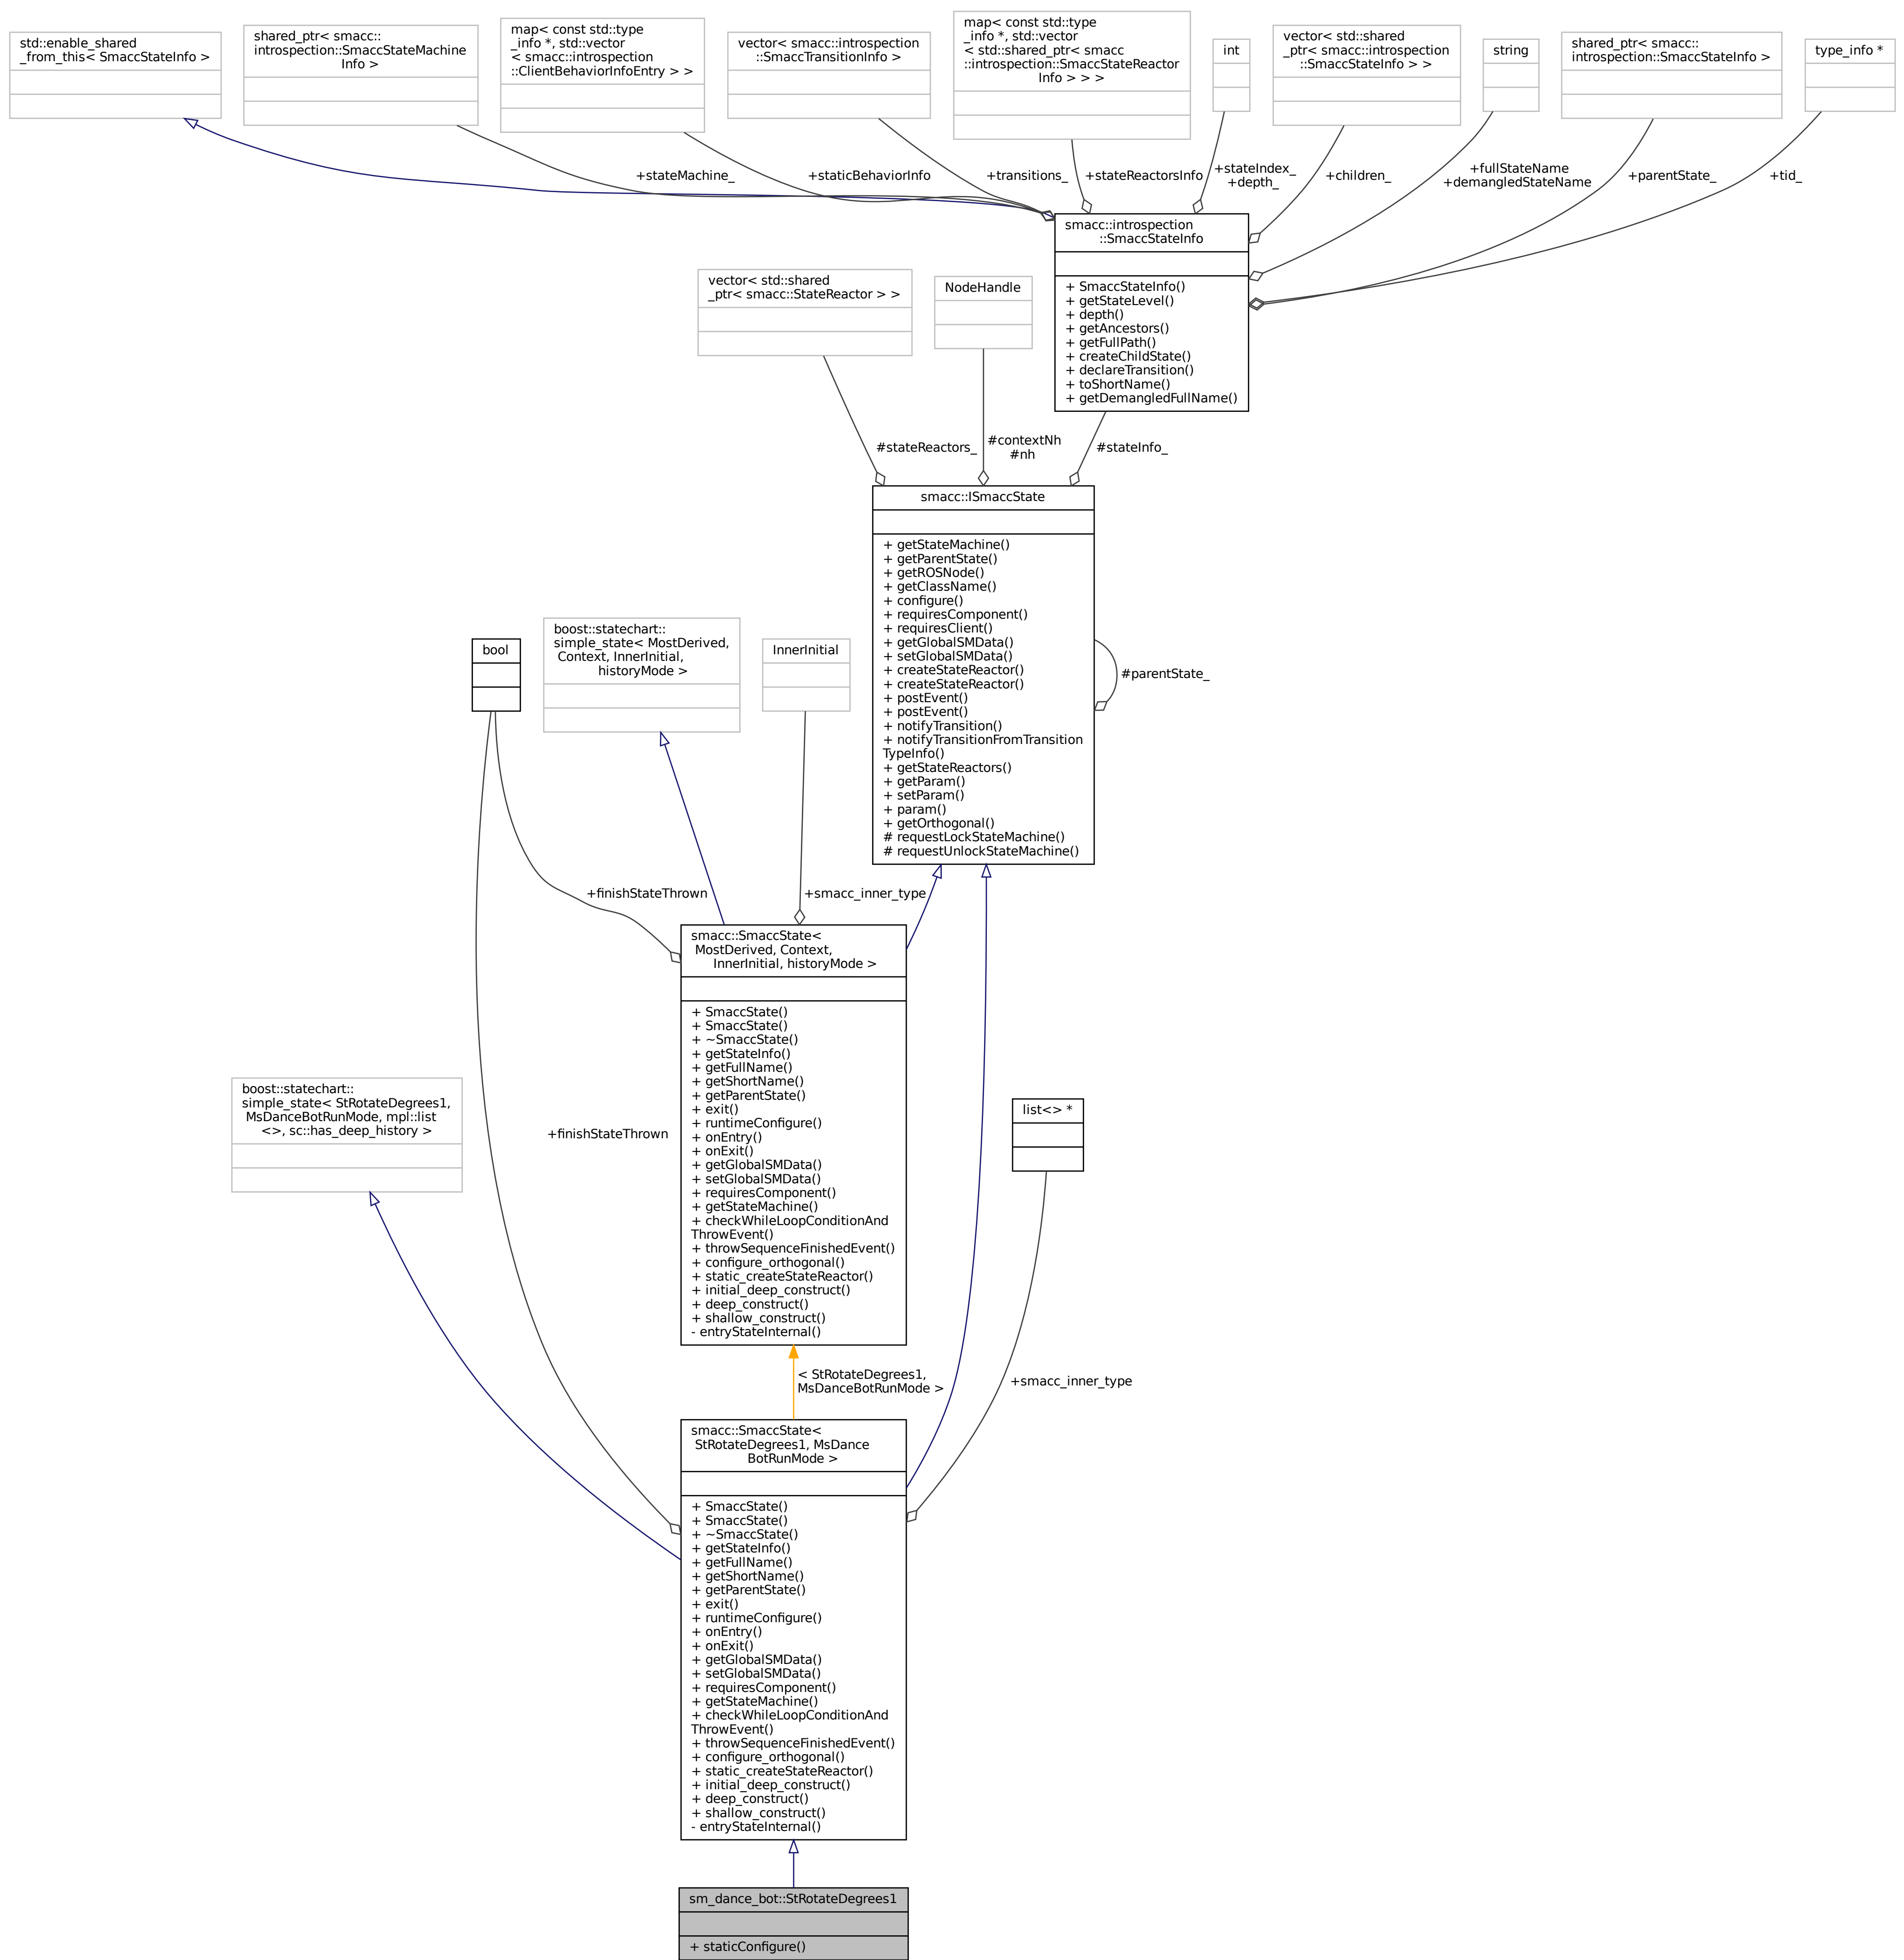 std::enable_shared
_from_this< SmaccStateInfo >
shared_ptr< smacc::
introspection::SmaccStateMachine
Info >
map< const std::type
_info *, std::vector
< smacc::introspection
::ClientBehaviorInfoEntry > >
vector< smacc::introspection
::SmaccTransitionInfo >
map< const std::type
_info *, std::vector
< std::shared_ptr< smacc
::introspection::SmaccStateReactor
Info > > >
int
vector< std::shared
_ptr< smacc::introspection
::SmaccStateInfo > >
string
shared_ptr< smacc::
introspection::SmaccStateInfo >
type_info *
+stateMachine_
+staticBehaviorInfo
+transitions_
+stateReactorsInfo
+stateIndex_
+depth_
+children_
+fullStateName
+demangledStateName
+parentState_
+tid_
smacc::introspection
::SmaccStateInfo
+ SmaccStateInfo()
+ getStateLevel()
+ depth()
+ getAncestors()
+ getFullPath()
+ createChildState()
+ declareTransition()
+ toShortName()
+ getDemangledFullName()
vector< std::shared
_ptr< smacc::StateReactor > >
NodeHandle
#stateReactors_
#contextNh
#nh
#stateInfo_
smacc::ISmaccState
+ getStateMachine()
+ getParentState()
+ getROSNode()
+ getClassName()
+ configure()
+ requiresComponent()
+ requiresClient()
+ getGlobalSMData()
+ setGlobalSMData()
+ createStateReactor()
+ createStateReactor()
+ postEvent()
+ postEvent()
+ notifyTransition()
+ notifyTransitionFromTransition
TypeInfo()
+ getStateReactors()
+ getParam()
+ setParam()
+ param()
+ getOrthogonal()
# requestLockStateMachine()
# requestUnlockStateMachine()
#parentState_
bool
boost::statechart::
simple_state< MostDerived,
Context, InnerInitial,
historyMode >
InnerInitial
+finishStateThrown
+smacc_inner_type
smacc::SmaccState<
MostDerived, Context,
InnerInitial, historyMode >
+ SmaccState()
+ SmaccState()
+ ~SmaccState()
+ getStateInfo()
+ getFullName()
+ getShortName()
+ getParentState()
+ exit()
+ runtimeConfigure()
+ onEntry()
+ onExit()
+ getGlobalSMData()
+ setGlobalSMData()
+ requiresComponent()
+ getStateMachine()
+ checkWhileLoopConditionAnd
ThrowEvent()
+ throwSequenceFinishedEvent()
+ configure_orthogonal()
+ static_createStateReactor()
+ initial_deep_construct()
+ deep_construct()
+ shallow_construct()
- entryStateInternal()
boost::statechart::
simple_state< StRotateDegrees1,
MsDanceBotRunMode, mpl::list
<>, sc::has_deep_history >
+finishStateThrown
list<> *
< StRotateDegrees1,
MsDanceBotRunMode >
+smacc_inner_type
smacc::SmaccState<
StRotateDegrees1, MsDance
BotRunMode >
+ SmaccState()
+ SmaccState()
+ ~SmaccState()
+ getStateInfo()
+ getFullName()
+ getShortName()
+ getParentState()
+ exit()
+ runtimeConfigure()
+ onEntry()
+ onExit()
+ getGlobalSMData()
+ setGlobalSMData()
+ requiresComponent()
+ getStateMachine()
+ checkWhileLoopConditionAnd
ThrowEvent()
+ throwSequenceFinishedEvent()
+ configure_orthogonal()
+ static_createStateReactor()
+ initial_deep_construct()
+ deep_construct()
+ shallow_construct()
- entryStateInternal()
sm_dance_bot::StRotateDegrees1
+ staticConfigure()